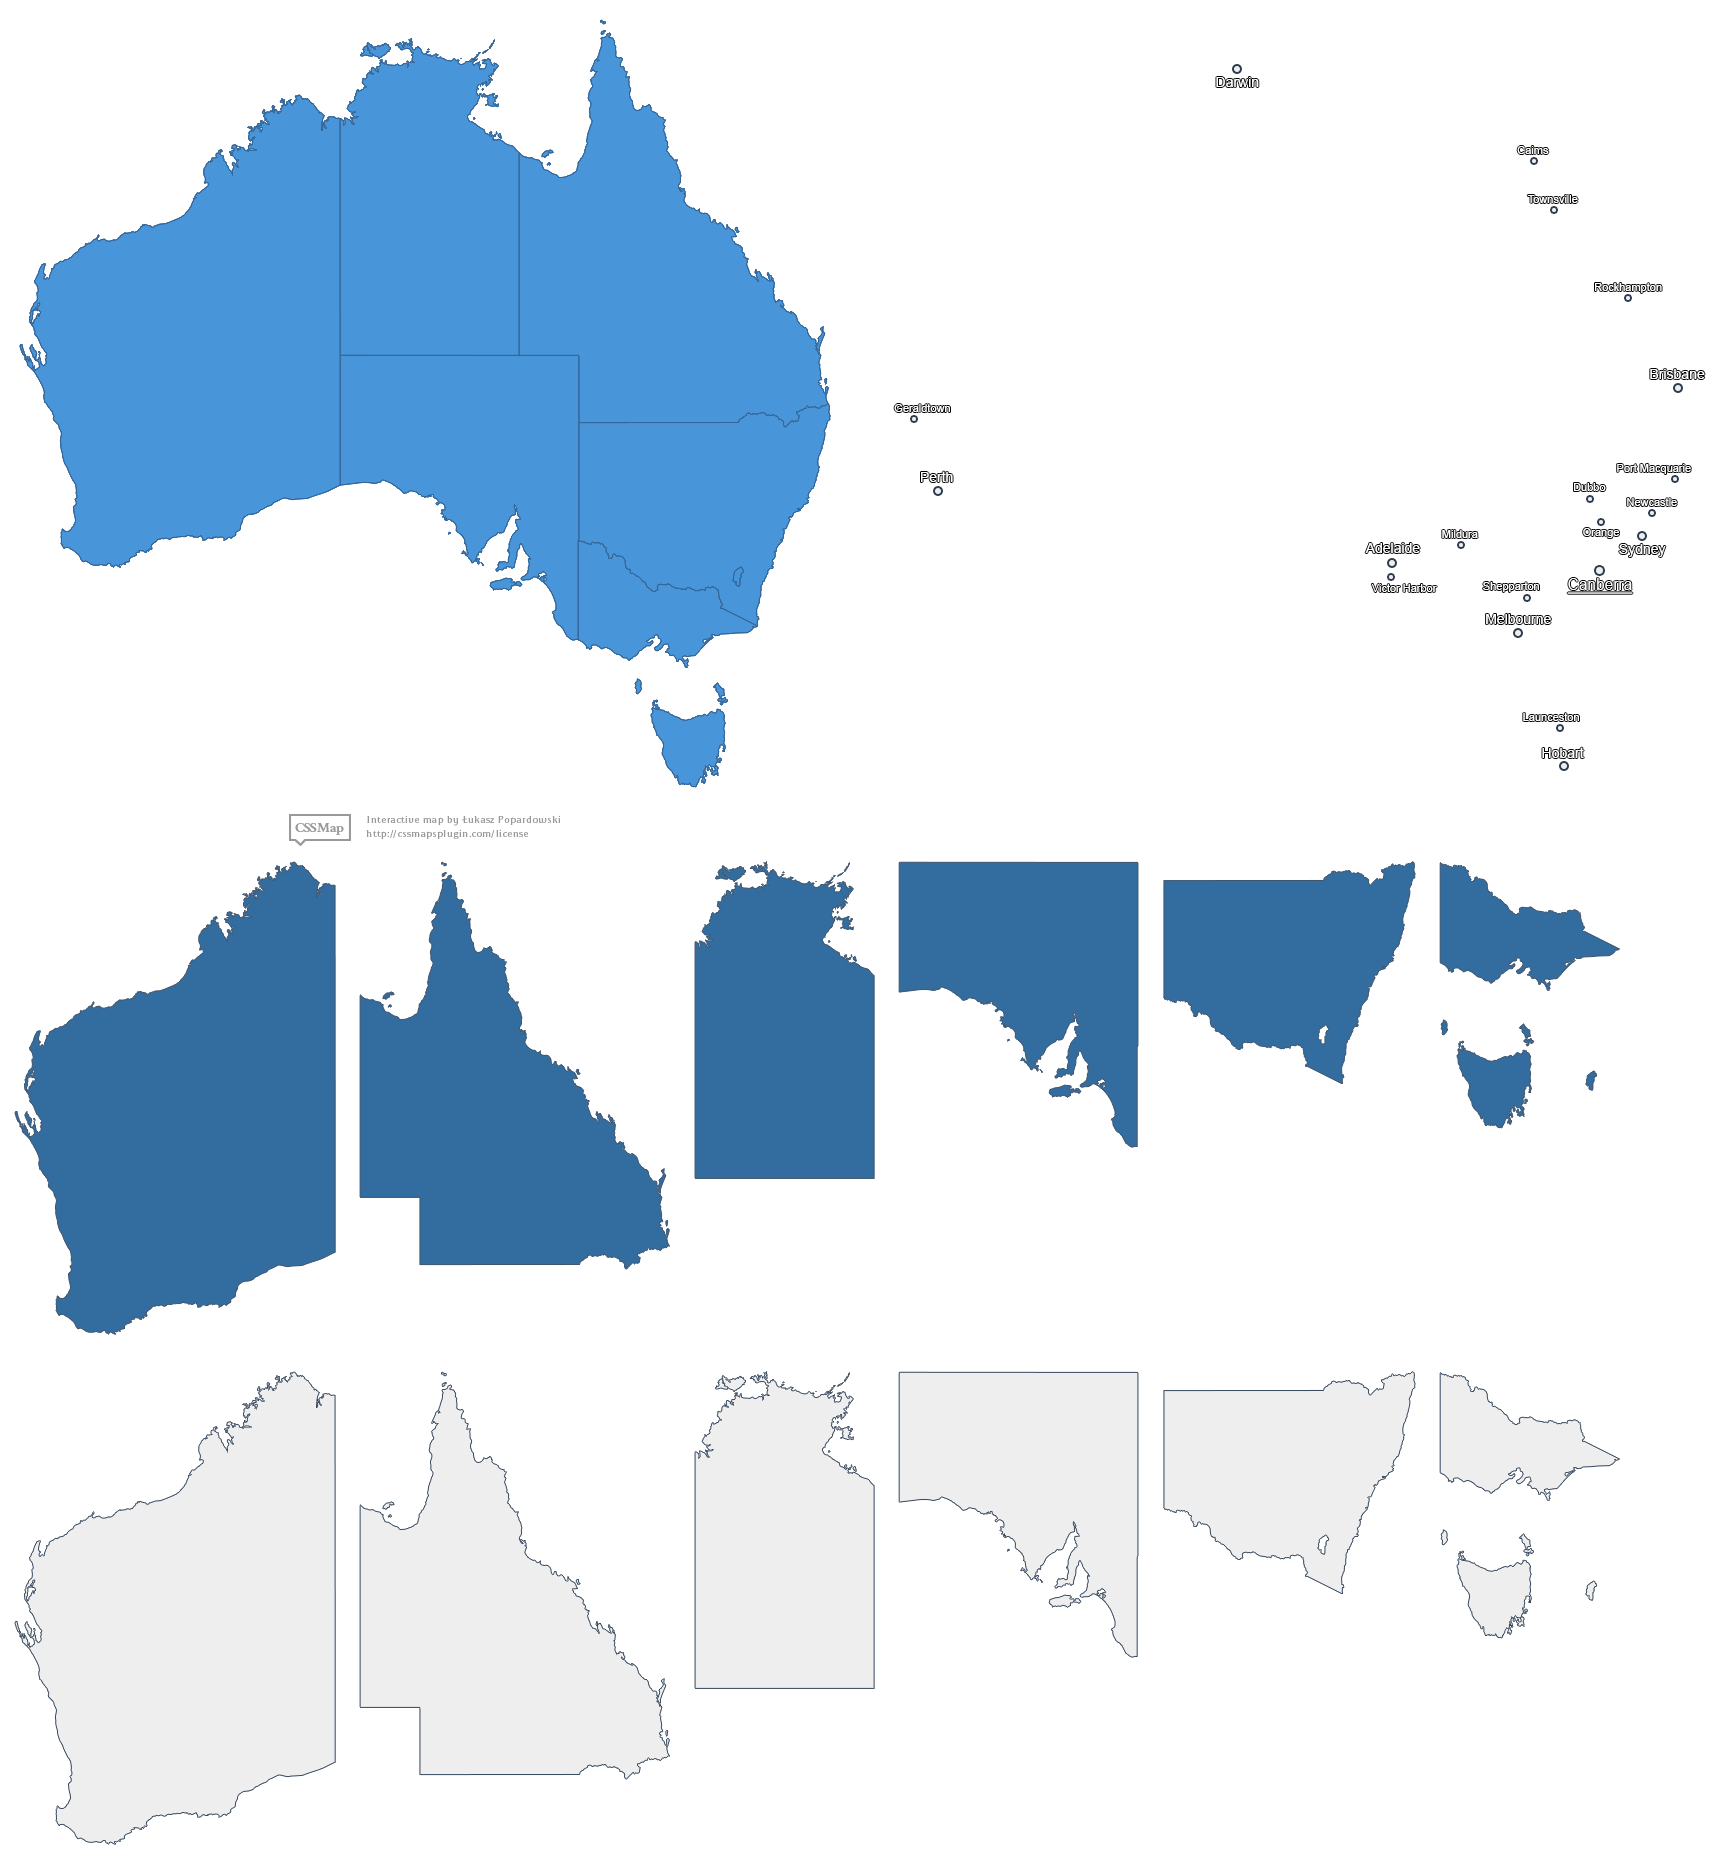 Darwin
Cairns
Townsville
Rockhampton
Brisbane
Geraldtown
Perth
Port Macquarie
Dubbo
Newcastle
Orange
Mildura
Sydney
Adelaide
Canberra
Victor Harbor
Shepparton
Melbourne
Launceston
Hobart
CSSMap
Interactive map by Łukasz Popardowski
http://cssmapsplugin.com/license